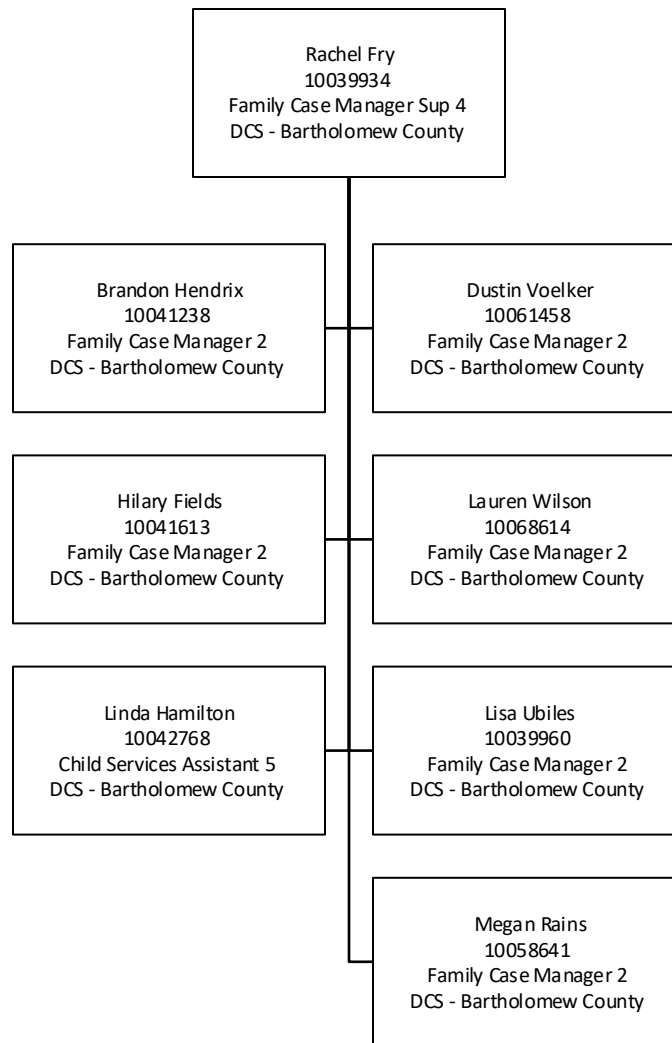 Rachel Fry
10039934
Family Case Manager Sup 4
DCS - Bartholomew County
Brandon Hendrix
10041238
Family Case Manager 2
DCS - Bartholomew County
Dustin Voelker
10061458
Family Case Manager 2
DCS - Bartholomew County
Hilary Fields
10041613
Family Case Manager 2
DCS - Bartholomew County
Lauren Wilson
10068614
Family Case Manager 2
DCS - Bartholomew County
Linda Hamilton
10042768
Child Services Assistant 5
DCS - Bartholomew County
Lisa Ubiles
10039960
Family Case Manager 2
DCS - Bartholomew County
Megan Rains
10058641
Family Case Manager 2
DCS - Bartholomew County